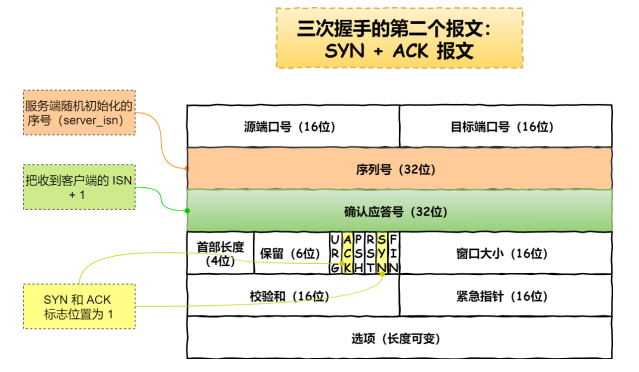 三次握手的第二个报文：
SYN + ACK 报文
服务端随机初始化的
序号（server_isn）
源端口号（16位）
目标端口号（16位）
序列号（32位）
把收到客户端的 ISN
+ 1
确认应答号（32位）
首部长度
（4位）
保留（6位）
URG
ACK
PSH
RST
SYN
FIN
窗口大小（16位）
SYN 和 ACK
标志位置为 1
校验和（16位）
紧急指针（16位）
选项（长度可变）